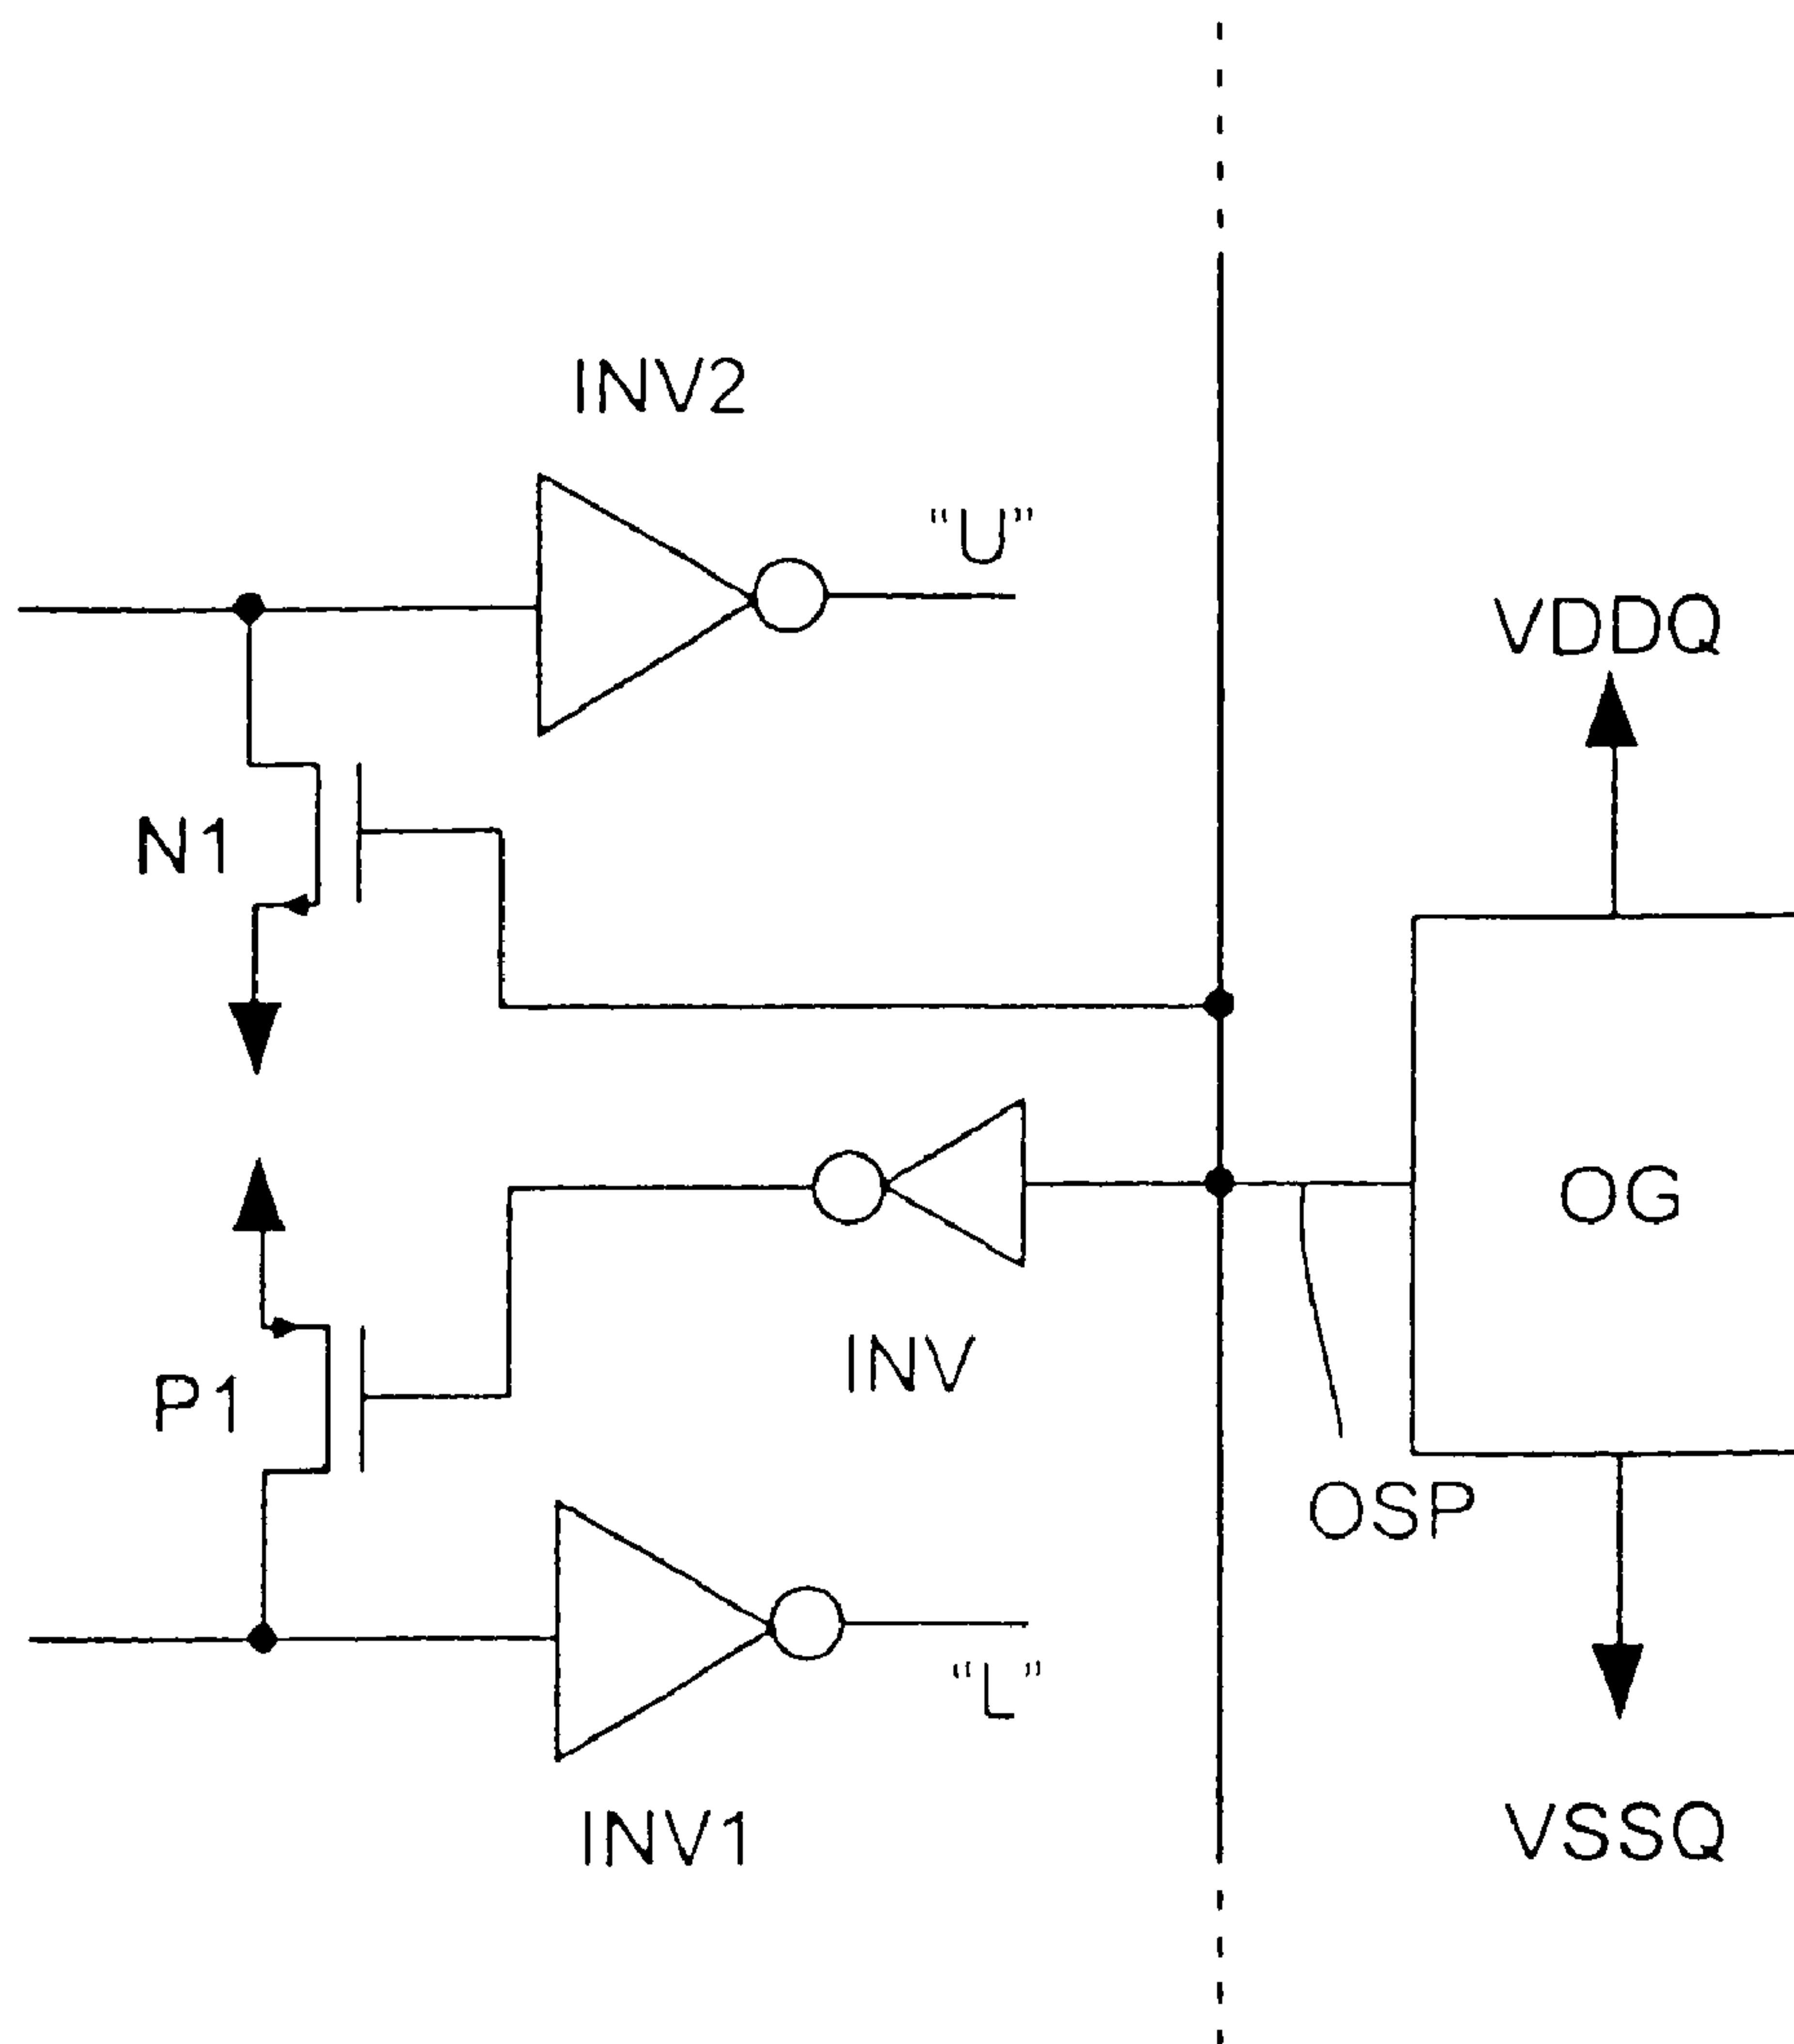 INV2
“U”
VDDQ
N1
OG
INV
P1
OSP
“L”
INV1
VSSQ